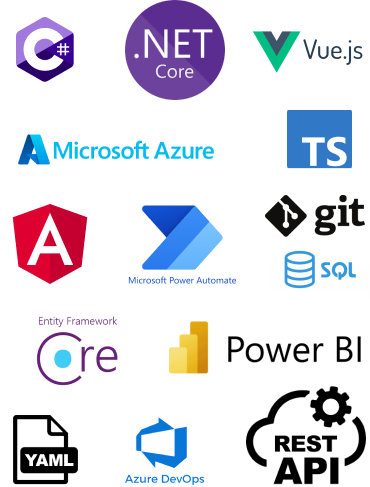 C#
.NET
Core
Vue.js
Microsoft Azure
TS
A
git
SQL
Microsoft Power Automate
Entity Framework
Core
Power BI
YAML
Azure DevOps
REST
API